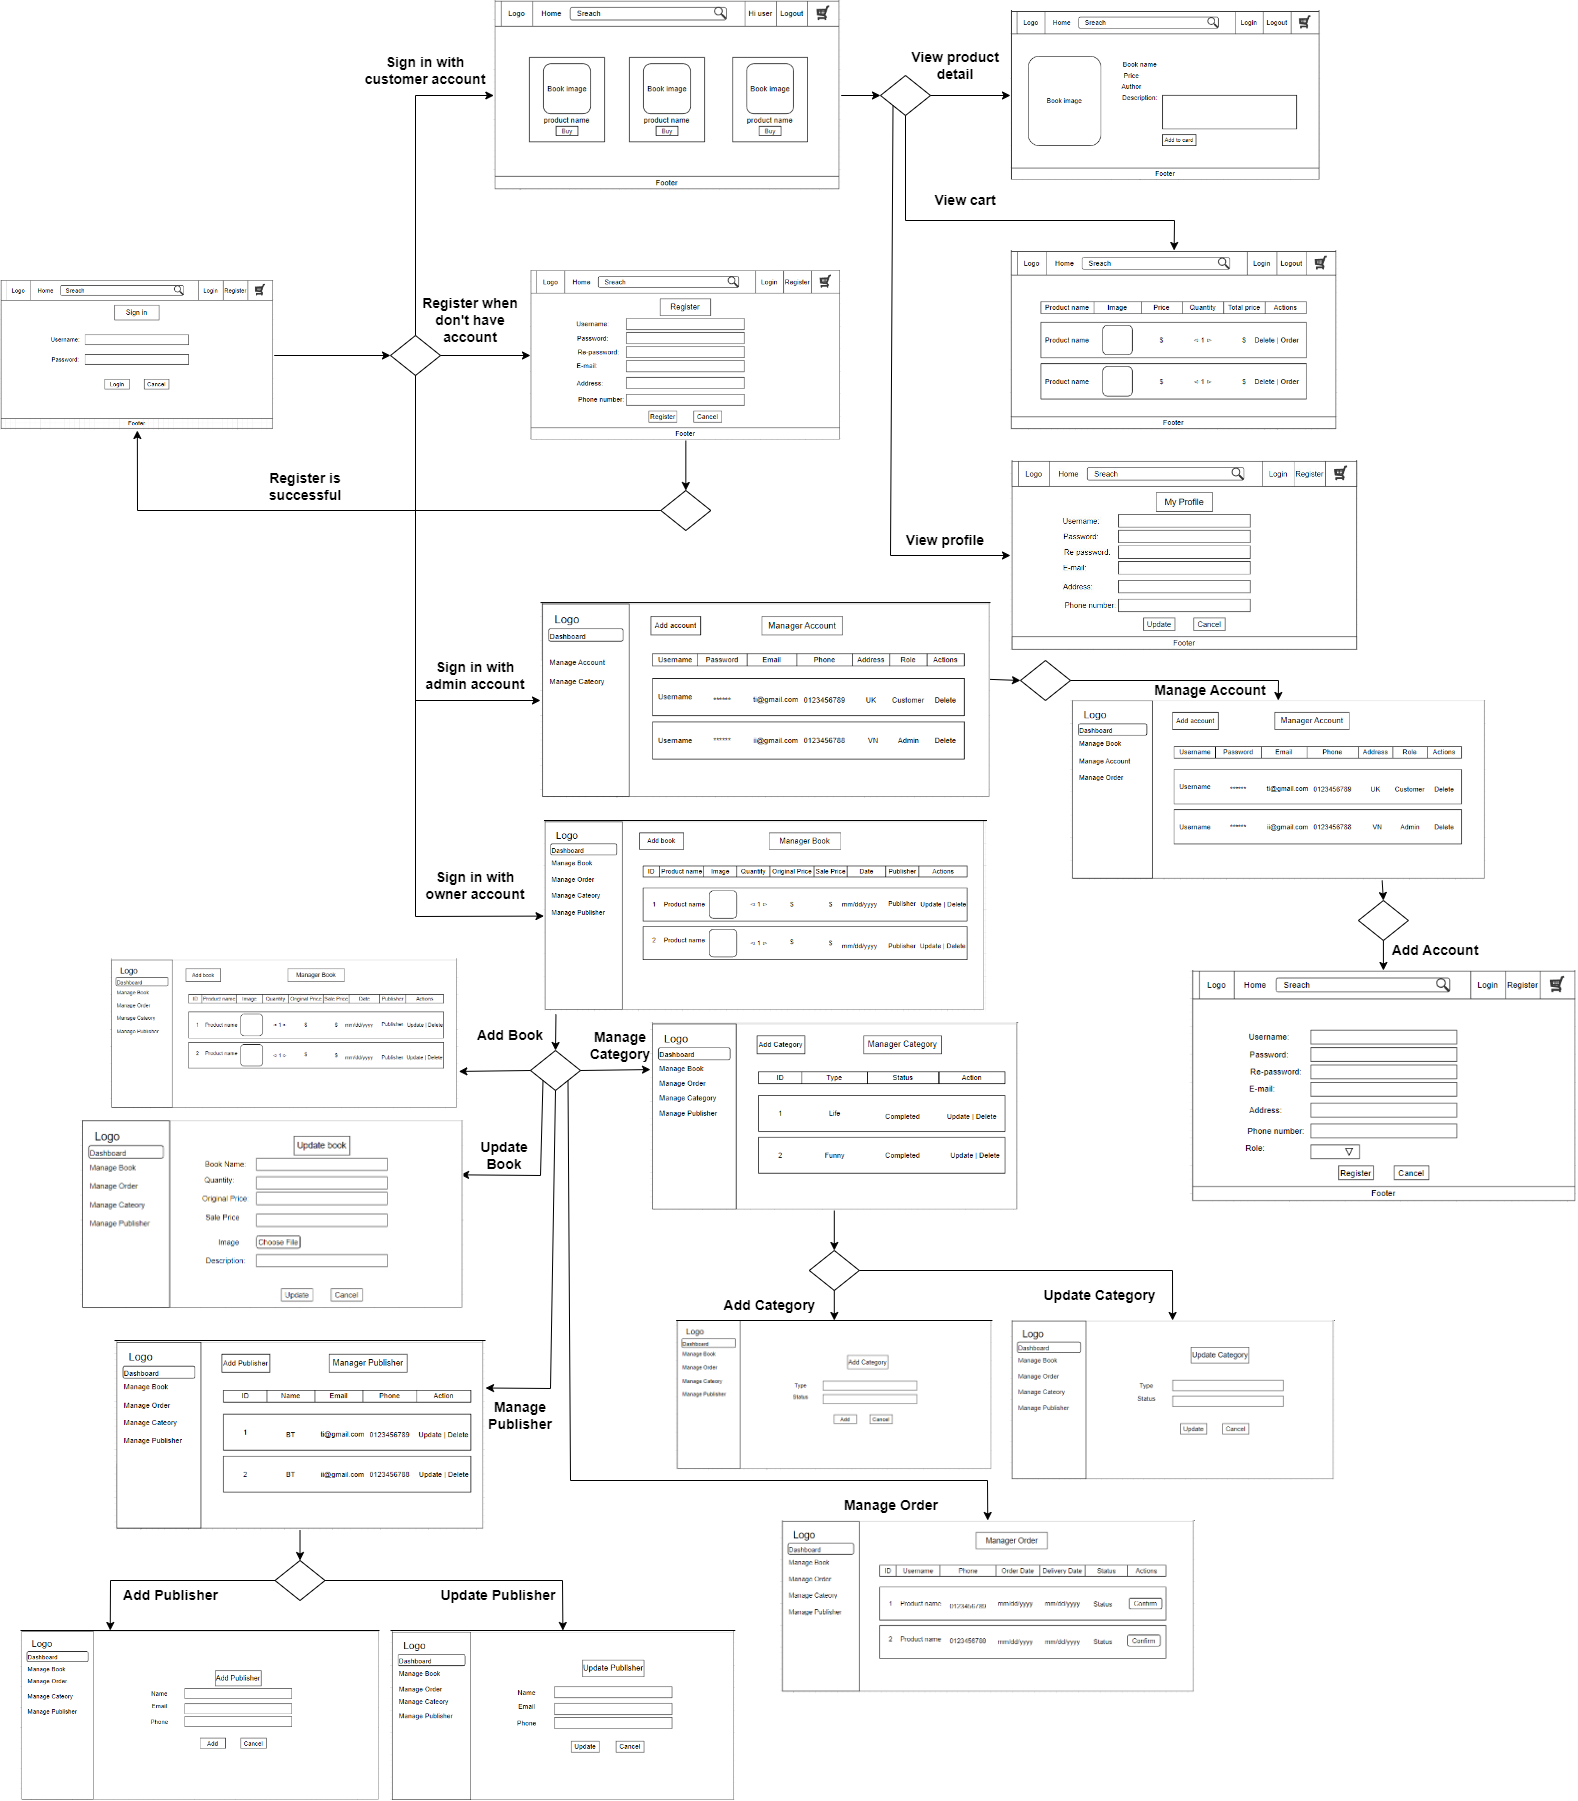 Logo Home Sreach Hi user Logout
Book image Book image Book image
product name product name product name
Buy Buy Buy
Footer
Sign in with
customer account
View product
detail
Logo Home Sreach Login Logout
Book image
Book name
Price
Author
Description:
Add to card
Footer
View cart
Logo Home Sreach Login Logout
Product name Image Price Quantity Total price Actions
Product name $ < 1 > $ Delete | Order
Product name $ < 1 > $ Delete | Order
Footer
Logo Home Sreach Login Register
Sign in
Username:
Password:
Login Cancel
Footer
Register when
don't have
account
Logo Home Sreach Login Register
Register
Username:
Password:
Re-password:
E-mail:
Address:
Phone number:
Register Cancel
Footer
Register is
successful
View profile
Logo Home Sreach Login Register
My Profile
Username:
Password:
Re password:
E-mail:
Address:
Phone number:
Update Cancel
Footer
Sign in with
admin account
Logo
Dashboard
Manage Account
Manage Cateory
Add account Manager Account
Username Password Email Phone Address Role Actions
Username ****** ti@gmail.com 0123456789 UK Customer Delete
Username ****** ii@gmail.com 0123456788 VN Admin Delete
Manage Account
Logo
Dashboard
Manage Book
Manage Account
Manage Order
Add account Manager Account
Username Password Email Phone Address Role Actions
Username ****** ti@gmail.com 0123456789 UK Customer Delete
Username ****** ii@gmail.com 0123456788 VN Admin Delete
Add Account
Logo Home Sreach Login Register
Username:
Password:
Re-password:
E-mail:
Address:
Phone number:
Role:
Register Cancel
Footer
Sign in with
owner account
Logo
Dashboard
Manage Book
Manage Order
Manage Cateory
Manage Publisher
Add book Manager Book
ID Product name Image Quantity Original Price Sale Price Date Publisher Actions
1 Product name < 1 > $ $ mm/dd/yyyy Publisher Update | Delete
2 Product name < 1 > $ $ mm/dd/yyyy Publisher Update | Delete
Add Book
Logo
Dashboard
Manage Book
Manage Order
Manage Cateory
Manage Publisher
Add book Manager Book
ID Product name Image Quantity Original Price Sale Price Date Publisher Actions
1 Product name < 1 > $ $ mm/dd/yyyy Publisher Update | Delete
2 Product name < 1 > $ $ mm/dd/yyyy Publisher Update | Delete
Manage
Category
Logo
Dashboard
Manage Book
Manage Order
Manage Category
Manage Publisher
Add Category Manager Category
ID Type Status Action
1 Life Completed Update | Delete
2 Funny Completed Update | Delete
Update
Book
Logo
Dashboard
Manage Book
Manage Order
Manage Cateory
Manage Publisher
Update book
Book Name:
Quantity:
Original Price
Sale Price
Image Choose File
Description:
Update Cancel
Add Category
Logo
Dashboard
Manage Book
Manage Order
Manage Cateory
Manage Publisher
Add Category
Type
Status
Add Cancel
Update Category
Logo
Dashboard
Manage Book
Manage Order
Manage Cateory
Manage Publisher
Update Category
Type
Status
Update Cancel
Manage
Publisher
Logo
Dashboard
Manage Book
Manage Order
Manage Cateory
Manage Publisher
Add Publisher Manager Publisher
ID Name Email Phone Action
1 BT ti@gmail.com 0123456789 Update | Delete
2 BT ii@gmail.com 0123456788 Update | Delete
Manage Order
Logo
Dashboard
Manage Book
Manage Order
Manage Cateory
Manage Publisher
Manager Order
ID Username Phone Order Date Delivery Date Status Actions
1 Product name 0123456789 mm/dd/yyyy mm/dd/yyyy Status Confirm
2 Product name 0123456788 mm/dd/yyyy mm/dd/yyyy Status Confirm
Add Publisher
Logo
Dashboard
Manage Book
Manage Order
Manage Cateory
Manage Publisher
Add Publisher
Name
Email
Phone
Add Cancel
Update Publisher
Logo
Dashboard
Manage Book
Manage Order
Manage Cateory
Manage Publisher
Update Publisher
Name
Email
Phone
Update Cancel